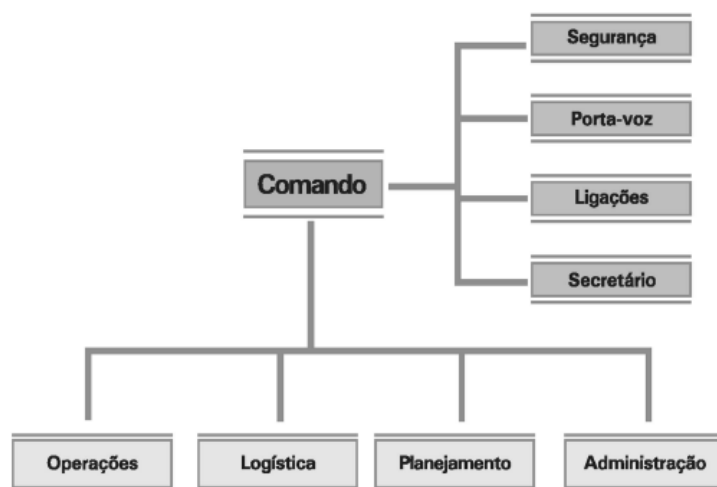 Segurança
Porta-voz
Comando
Ligações
Secretário
Operações
Logística
Planejamento
Administração